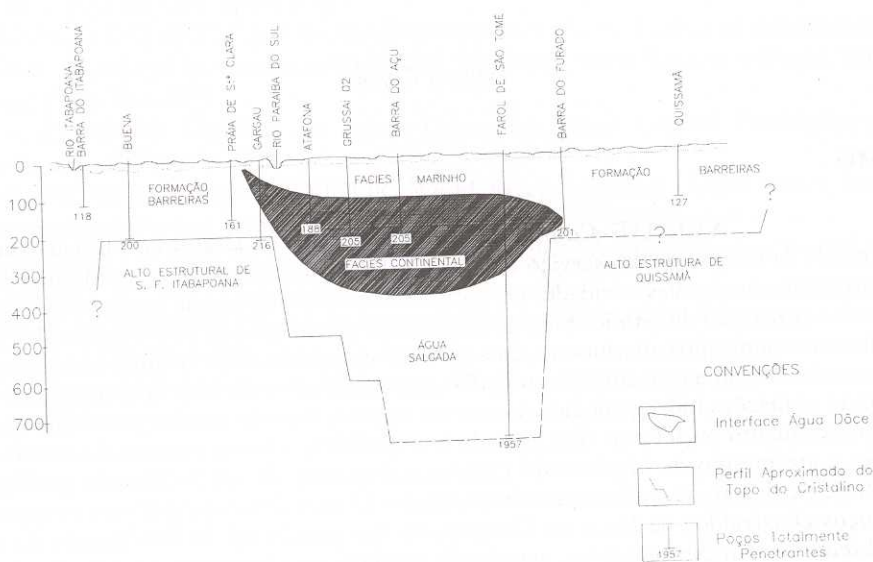 RIO ITABAPOANA
BARRA DO ITABAPOANA
BUENA
PRAIA DE Sᵗᵃ CLARA
GARGAU
RIO PARAIBA DO SUL
ATAFONA
GRUSSAI 02
BARRA DO AÇU
FAROL DE SÃO TOMÉ
BARRA DO FURADO
QUISSAMÃ
0
100
200
300
400
500
600
700
FORMAÇÃO
BARREIRAS
FACIES MARINHO
FORMAÇÃO BARREIRAS
118
200
161
216
188
205
205
201
127
FACIES CONTINENTAL
ALTO ESTRUTURAL DE
S. F. ITABAPOANA
ALTO ESTRUTURA DE
QUISSAMÃ
?
?
?
ÁGUA
SALGADA
1957
CONVENÇÕES
Interface Água Dôce
Perfil Aproximado do
Topo do Cristalino
1957
Poços Totalmente
Penetrantes